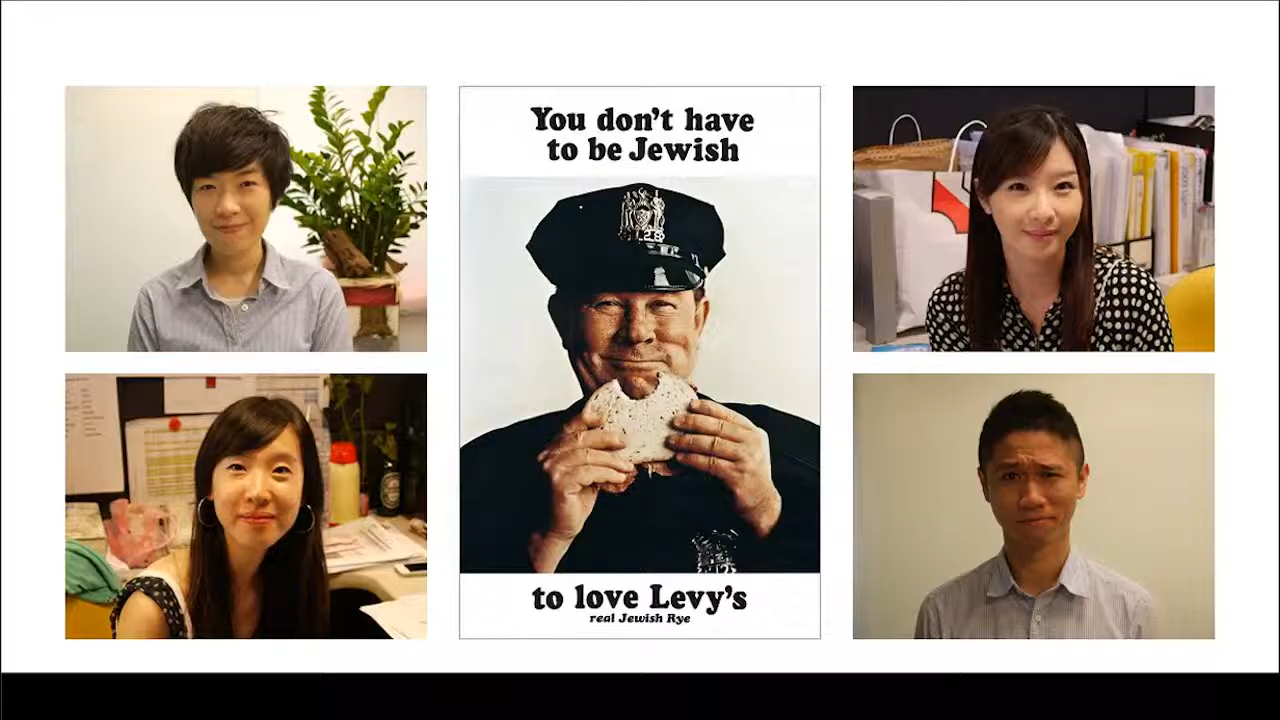 You don't have
to be Jewish
to love Levy's
real Jewish Rye